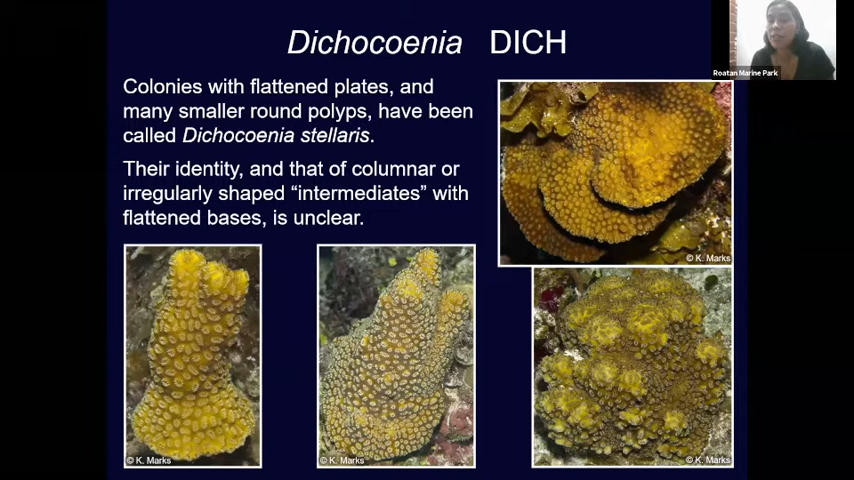 Dichocoenia DICH
Roatan Marine Park
Colonies with flattened plates, and
many smaller round polyps, have been
called Dichocoenia stellaris.
Their identity, and that of columnar or
irregularly shaped “intermediates” with
flattened bases, is unclear.
© K. Marks
© K. Marks
© K. Marks
© K. Marks